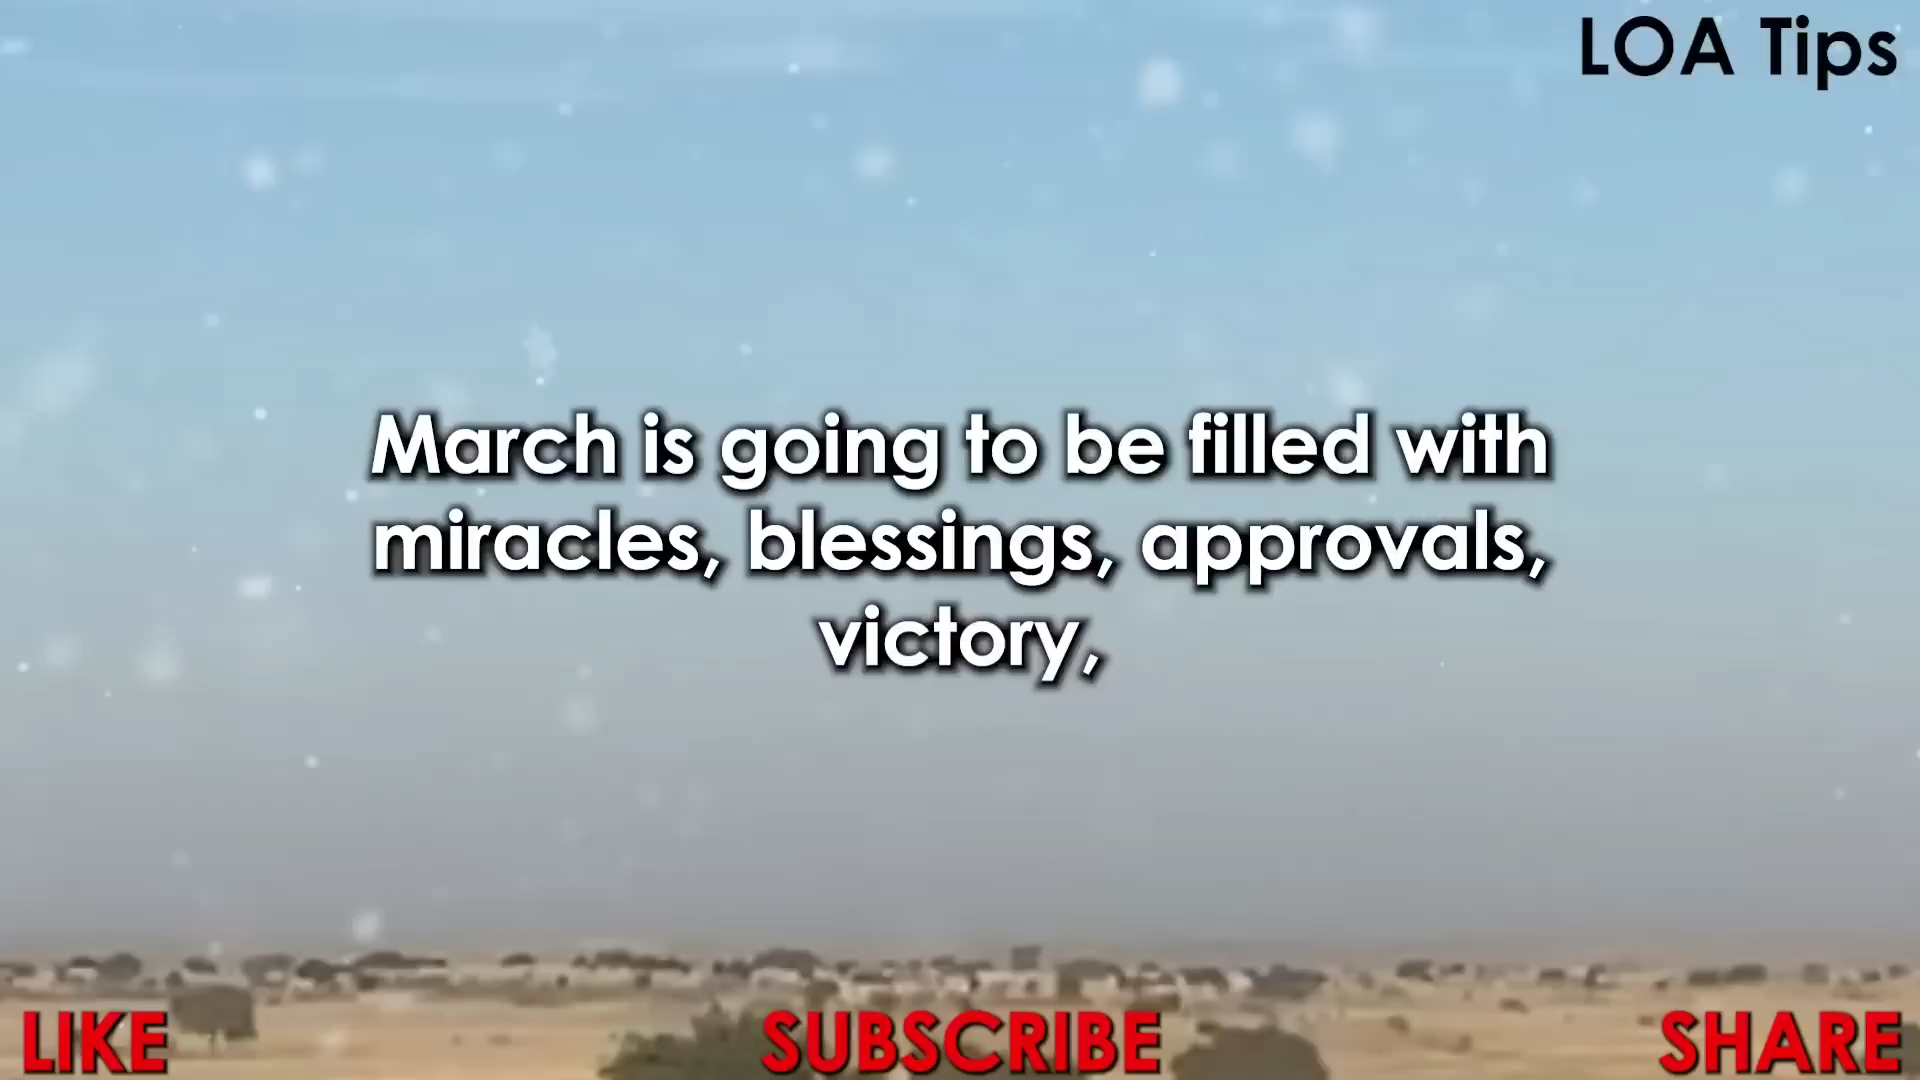 LOA Tips
March is going to be filled with
miracles, blessings, approvals,
victory,
LIKE
SUBSCRIBE
SHARE